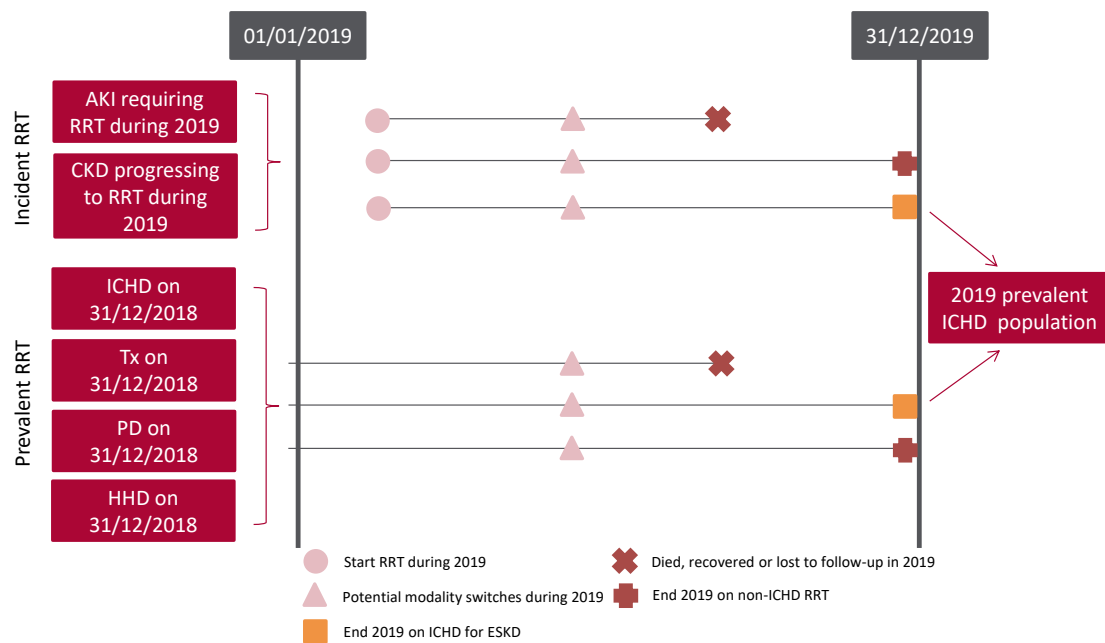 01/01/2019
31/12/2019
Incident RRT
AKI requiring
RRT during 2019
CKD progressing
to RRT during
2019
Prevalent RRT
ICHD on
31/12/2018
Tx on
31/12/2018
PD on
31/12/2018
HHD on
31/12/2018
2019 prevalent
ICHD population
Start RRT during 2019
Died, recovered or lost to follow-up in 2019
Potential modality switches during 2019
End 2019 on non-ICHD RRT
End 2019 on ICHD for ESKD